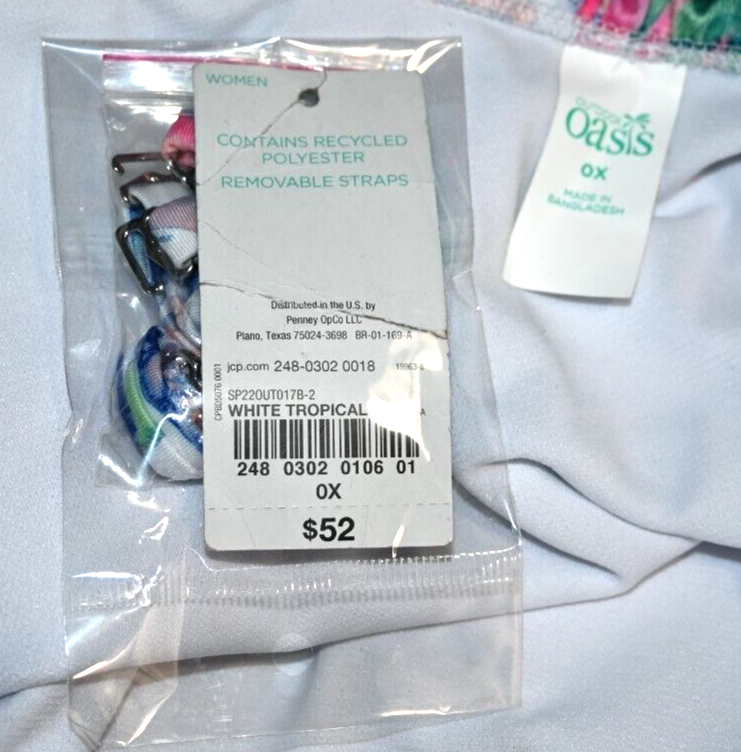 WOMEN
CONTAINS RECYCLED
POLYESTER
REMOVABLE STRAPS
Distributed in the U.S. by
Penney OpCo LLC
Plano, Texas 75024-3698 BR-01-169-A
jcp.com 248-0302 0018
CPBD5076 0001
SP220UT017B-2
WHITE TROPICAL
248 0302 0106 01
0X
$52
OUTDOOR
Oasis
0X
MADE IN
BANGLADESH